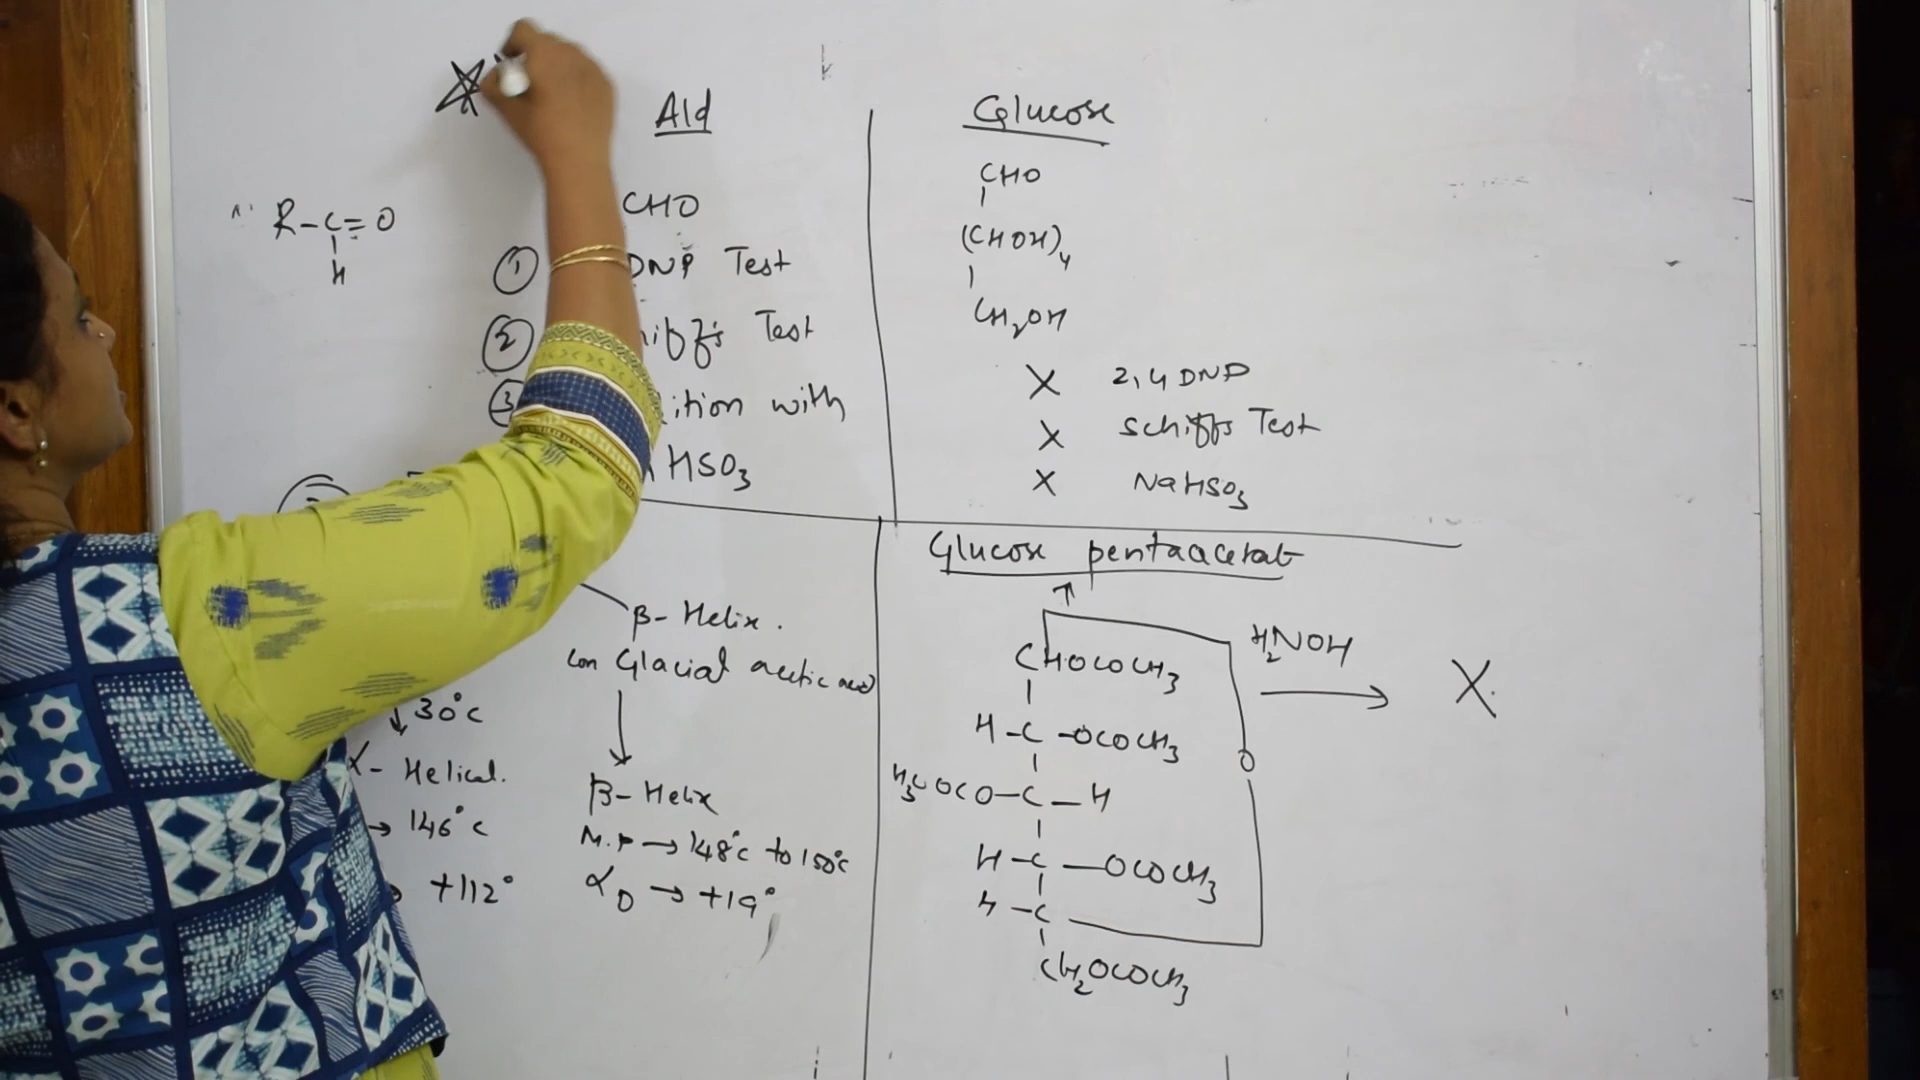 Ald
CHO
① DNP Test
② Test
③ ition with
HSO₃
R-C=O
H
Glucose
CHO
(CHOH)₄
CH₂OH
X 2,4 DNP
X Schiffs Test
X NaHSO₃
β- Helix.
Con Glacial acetic acid
30°C
- Helical.
→ 146°C
+112°
β- Helix
M.P → 148°C to 150°C
α D → +19°
Glucose pentaacetat
CHOCOCH₃
H-C-OCOCH₃
H₃COCO-C-H
H-C-OCOCH₃
H-C
CH₂OCOCH₃
O
H₂NOH
X.